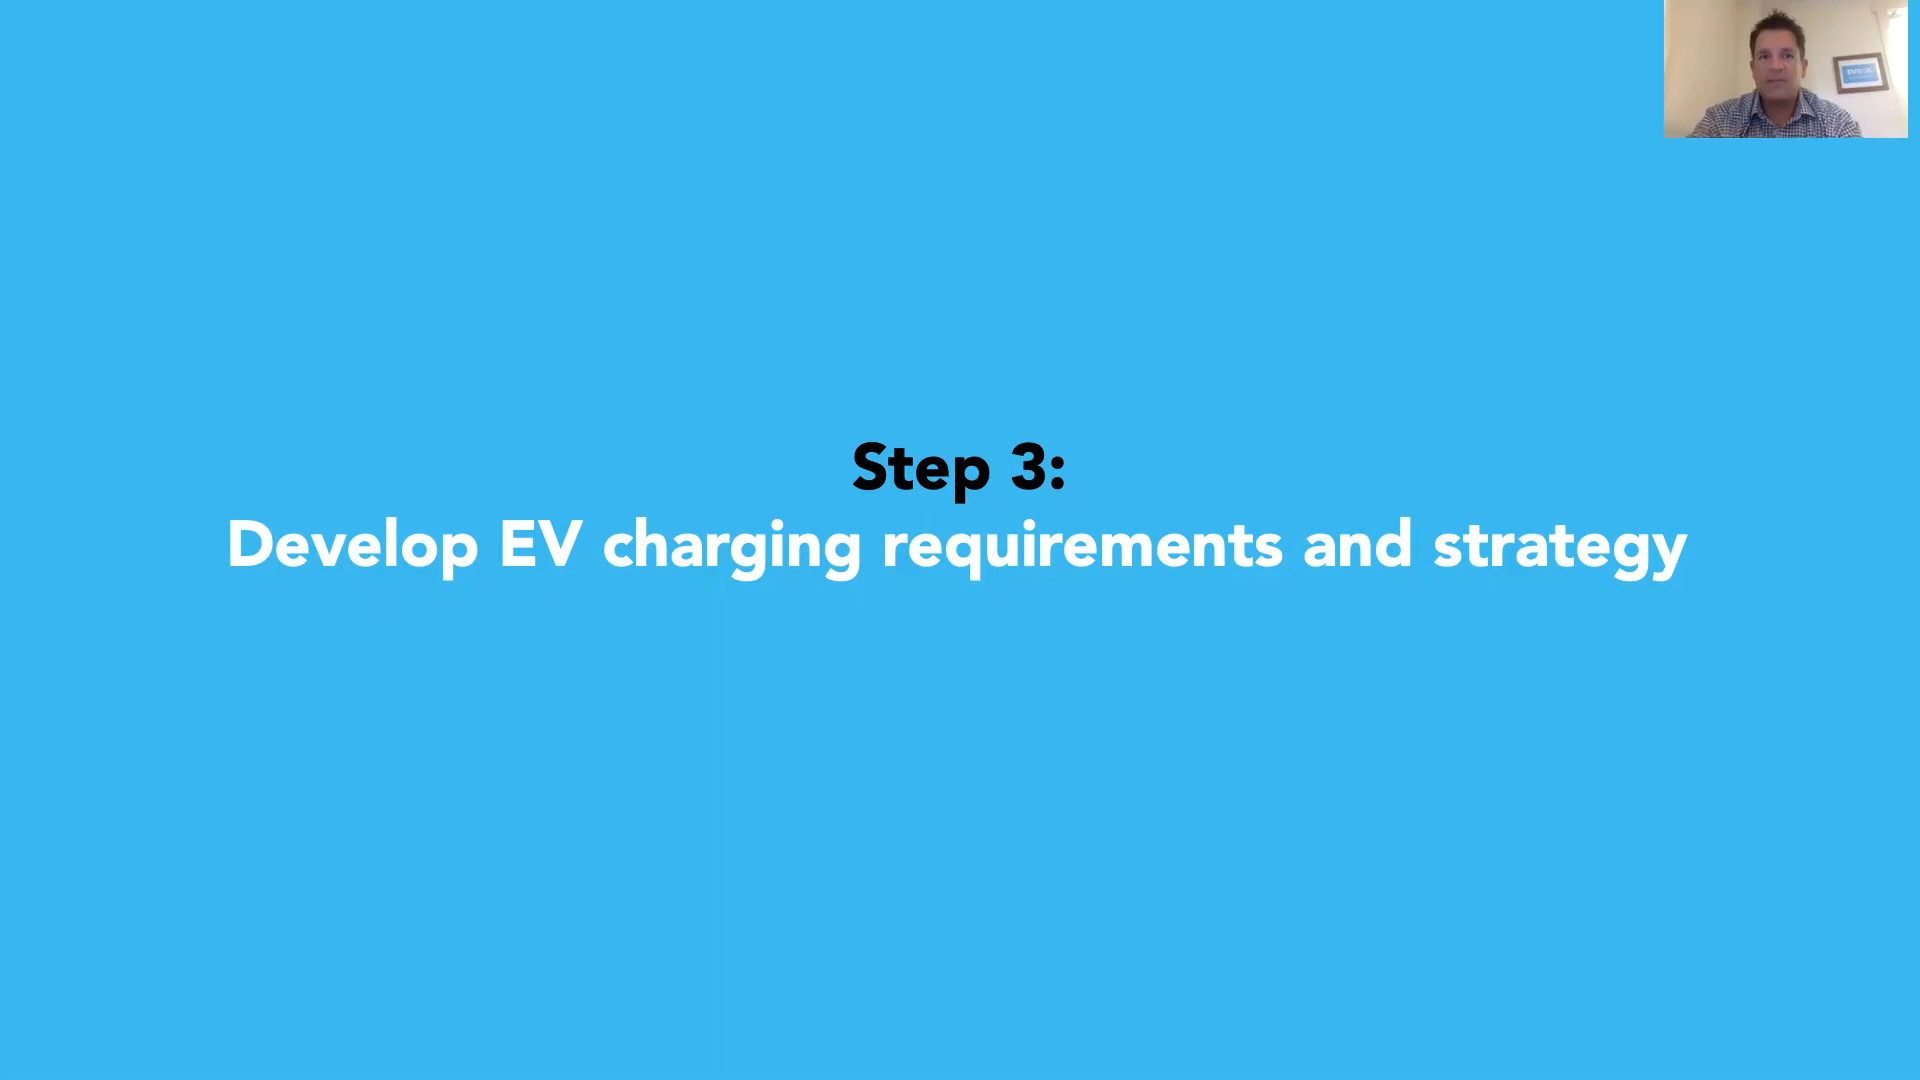 Step 3:
Develop EV charging requirements and strategy